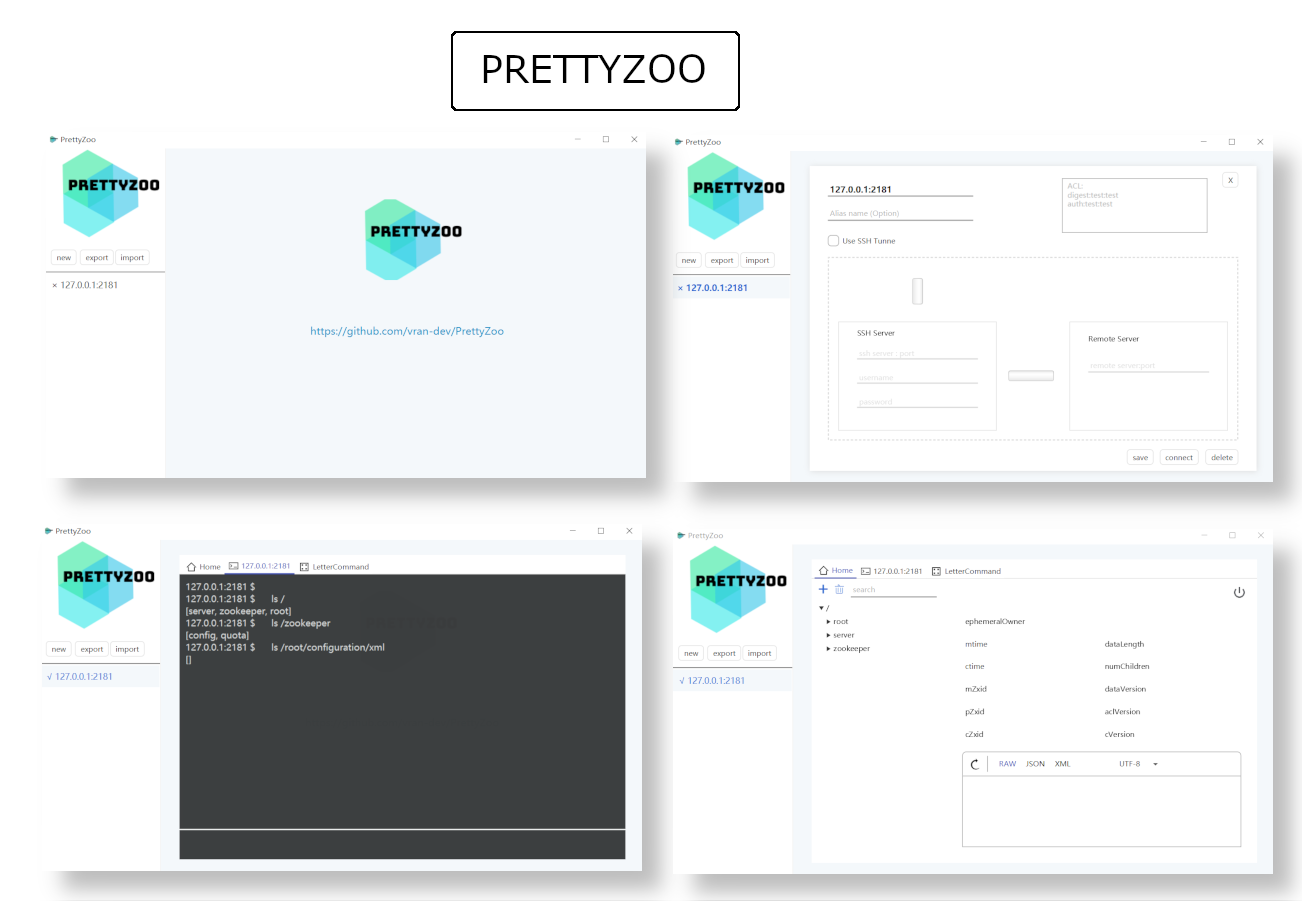 PRETTYZOO
PrettyZoo
PRETTYZOO
new export import
× 127.0.0.1:2181
PRETTYZOO
https://github.com/vran-dev/PrettyZoo
PrettyZoo
PRETTYZOO
new export import
× 127.0.0.1:2181
127.0.0.1:2181
Alias name (Option)
Use SSH Tunne
ACL:
digest:test:test
auth:test:test
X
SSH Server
ssh server : port
username
password
Remote Server
remote server:port
save connect delete
PrettyZoo
PRETTYZOO
new export import
√ 127.0.0.1:2181
Home 127.0.0.1:2181 LetterCommand
127.0.0.1:2181 $
127.0.0.1:2181 $ ls /
[server, zookeeper, root]
127.0.0.1:2181 $ ls /zookeeper
[config, quota]
127.0.0.1:2181 $ ls /root/configuration/xml
[]
PrettyZoo
PRETTYZOO
new export import
√ 127.0.0.1:2181
Home 127.0.0.1:2181 LetterCommand
search
/
root
server
zookeeper
ephemeralOwner
mtime dataLength
ctime numChildren
mZxid dataVersion
pZxid aclVersion
cZxid cVersion
RAW JSON XML UTF-8